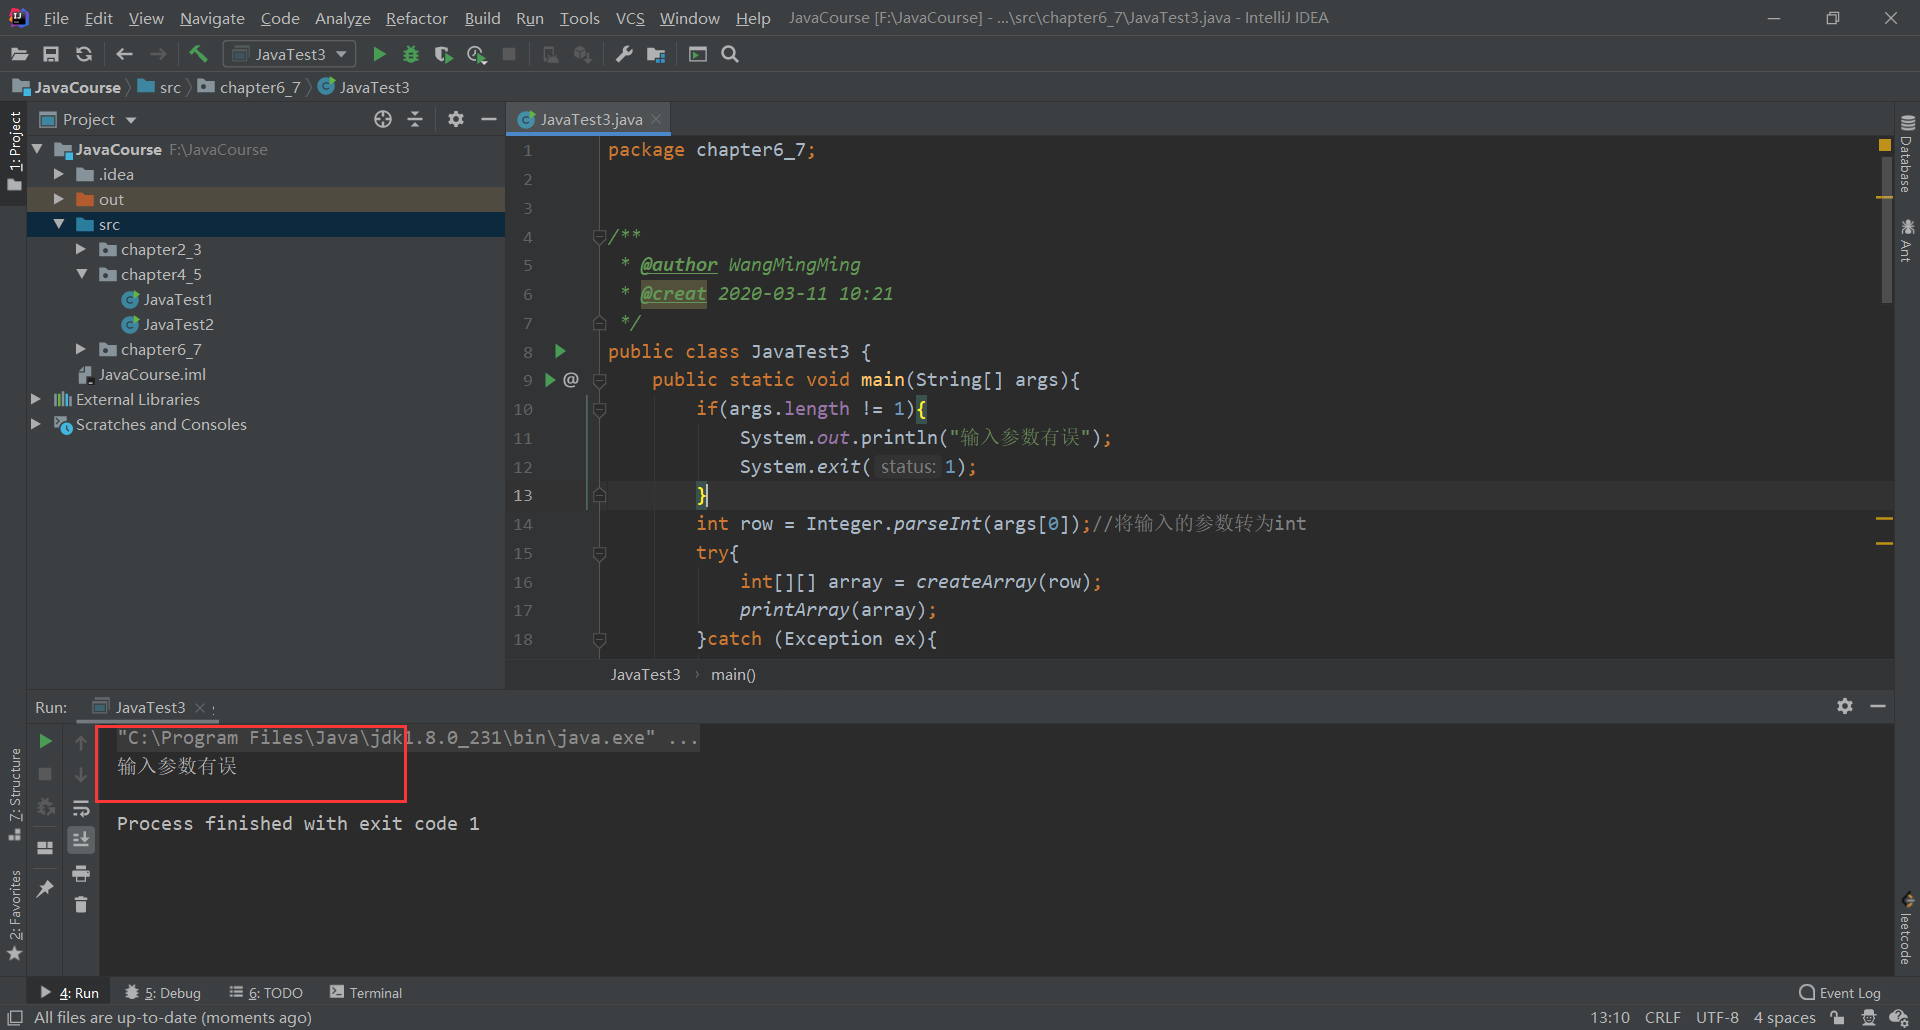 File Edit View Navigate Code Analyze Refactor Build Run Tools VCS Window Help JavaCourse [F:\JavaCourse] - ...\src\chapter6_7\JavaTest3.java - IntelliJ IDEA
JavaTest3
JavaCourse src chapter6_7 JavaTest3
1: Project
Project
JavaCourse F:\JavaCourse
.idea
out
src
chapter2_3
chapter4_5
JavaTest1
JavaTest2
chapter6_7
JavaCourse.iml
External Libraries
Scratches and Consoles
JavaTest3.java
1 package chapter6_7;
2
3
4 /**
5 * @author WangMingMing
6 * @creat 2020-03-11 10:21
7 */
8 public class JavaTest3 {
9 @ public static void main(String[] args){
10 if(args.length != 1){
11 System.out.println("输入参数有误");
12 System.exit( status: 1);
13 }
14 int row = Integer.parseInt(args[0]);//将输入的参数转为int
15 try{
16 int[][] array = createArray(row);
17 printArray(array);
18 }catch (Exception ex){
JavaTest3 › main()
Database
Ant
leetcode
Run: JavaTest3
"C:\Program Files\Java\jdk1.8.0_231\bin\java.exe" ...
输入参数有误
Process finished with exit code 1
7: Structure
2: Favorites
4: Run 5: Debug 6: TODO Terminal Event Log
All files are up-to-date (moments ago) 13:10 CRLF UTF-8 4 spaces